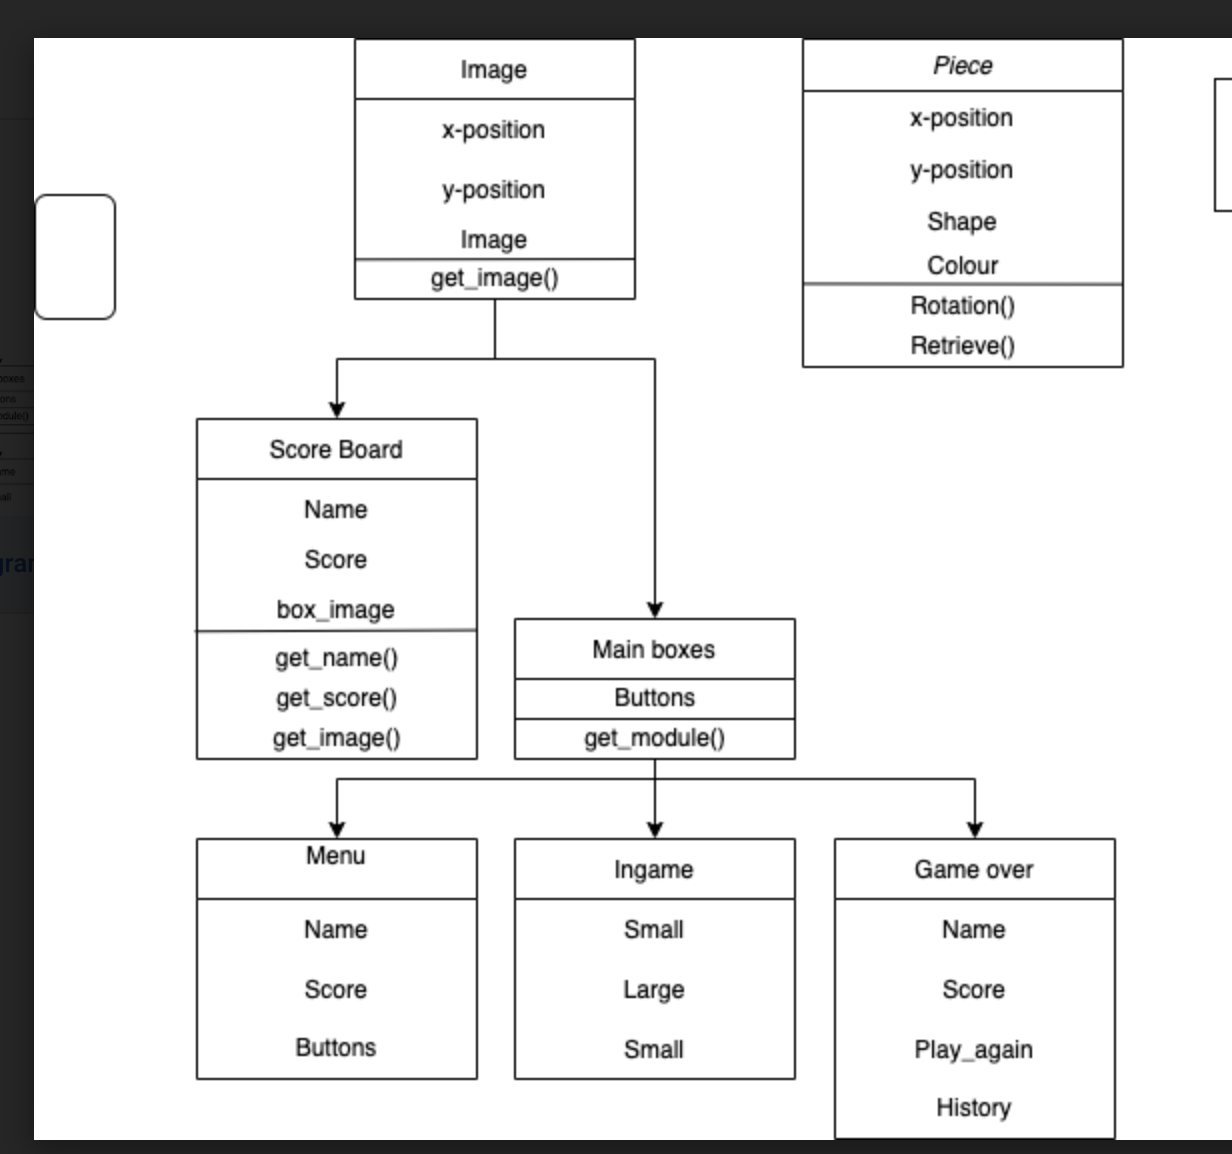 Image
x-position
y-position
Image
get_image()
Piece
x-position
y-position
Shape
Colour
Rotation()
Retrieve()
Score Board
Name
Score
box_image
get_name()
get_score()
get_image()
Main boxes
Buttons
get_module()
Menu
Name
Score
Buttons
Ingame
Small
Large
Small
Game over
Name
Score
Play_again
History